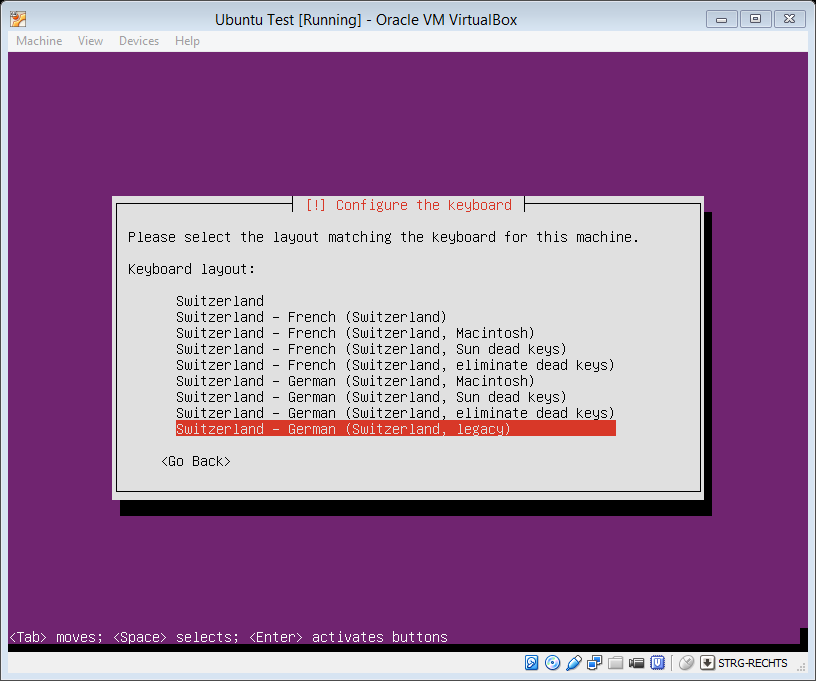 Ubuntu Test [Running] - Oracle VM VirtualBox
Machine View Devices Help
[!] Configure the keyboard
Please select the layout matching the keyboard for this machine.
Keyboard layout:
Switzerland
Switzerland – French (Switzerland)
Switzerland – French (Switzerland, Macintosh)
Switzerland – French (Switzerland, Sun dead keys)
Switzerland – French (Switzerland, eliminate dead keys)
Switzerland – German (Switzerland, Macintosh)
Switzerland – German (Switzerland, Sun dead keys)
Switzerland – German (Switzerland, eliminate dead keys)
Switzerland – German (Switzerland, legacy)
<Go Back>
<Tab> moves; <Space> selects; <Enter> activates buttons
STRG-RECHTS